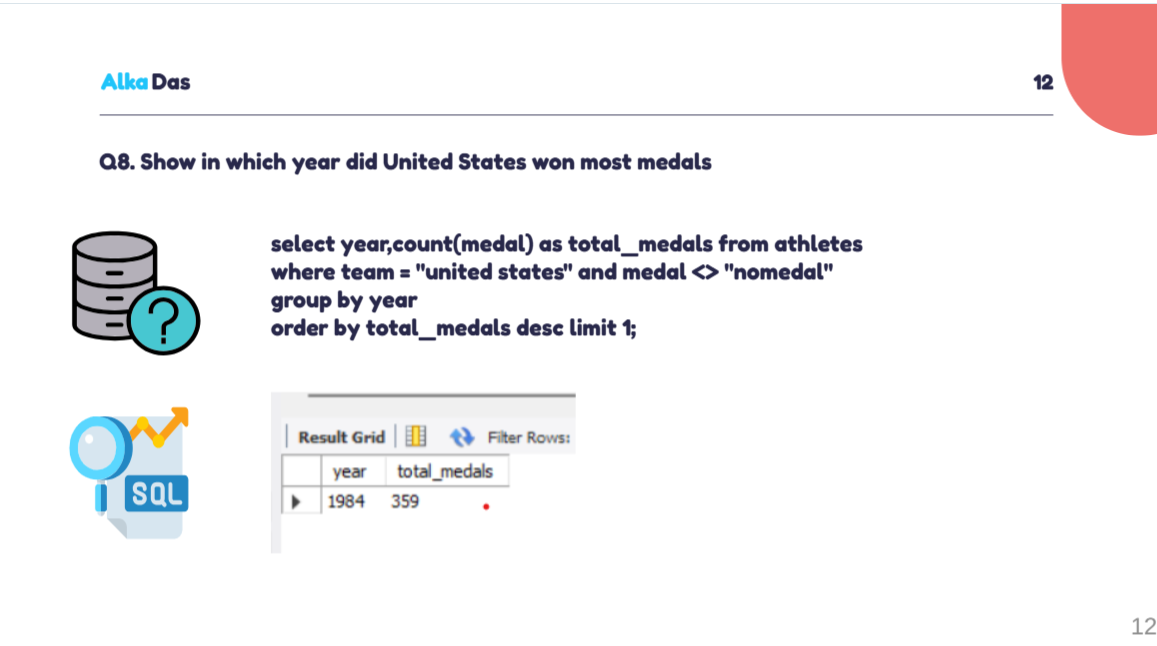 Alka Das
12
Q8. Show in which year did United States won most medals
select year,count(medal) as total_medals from athletes
where team = "united states" and medal <> "nomedal"
group by year
order by total_medals desc limit 1;
?
SQL
Result Grid Filter Rows:
year total_medals
1984 359
12